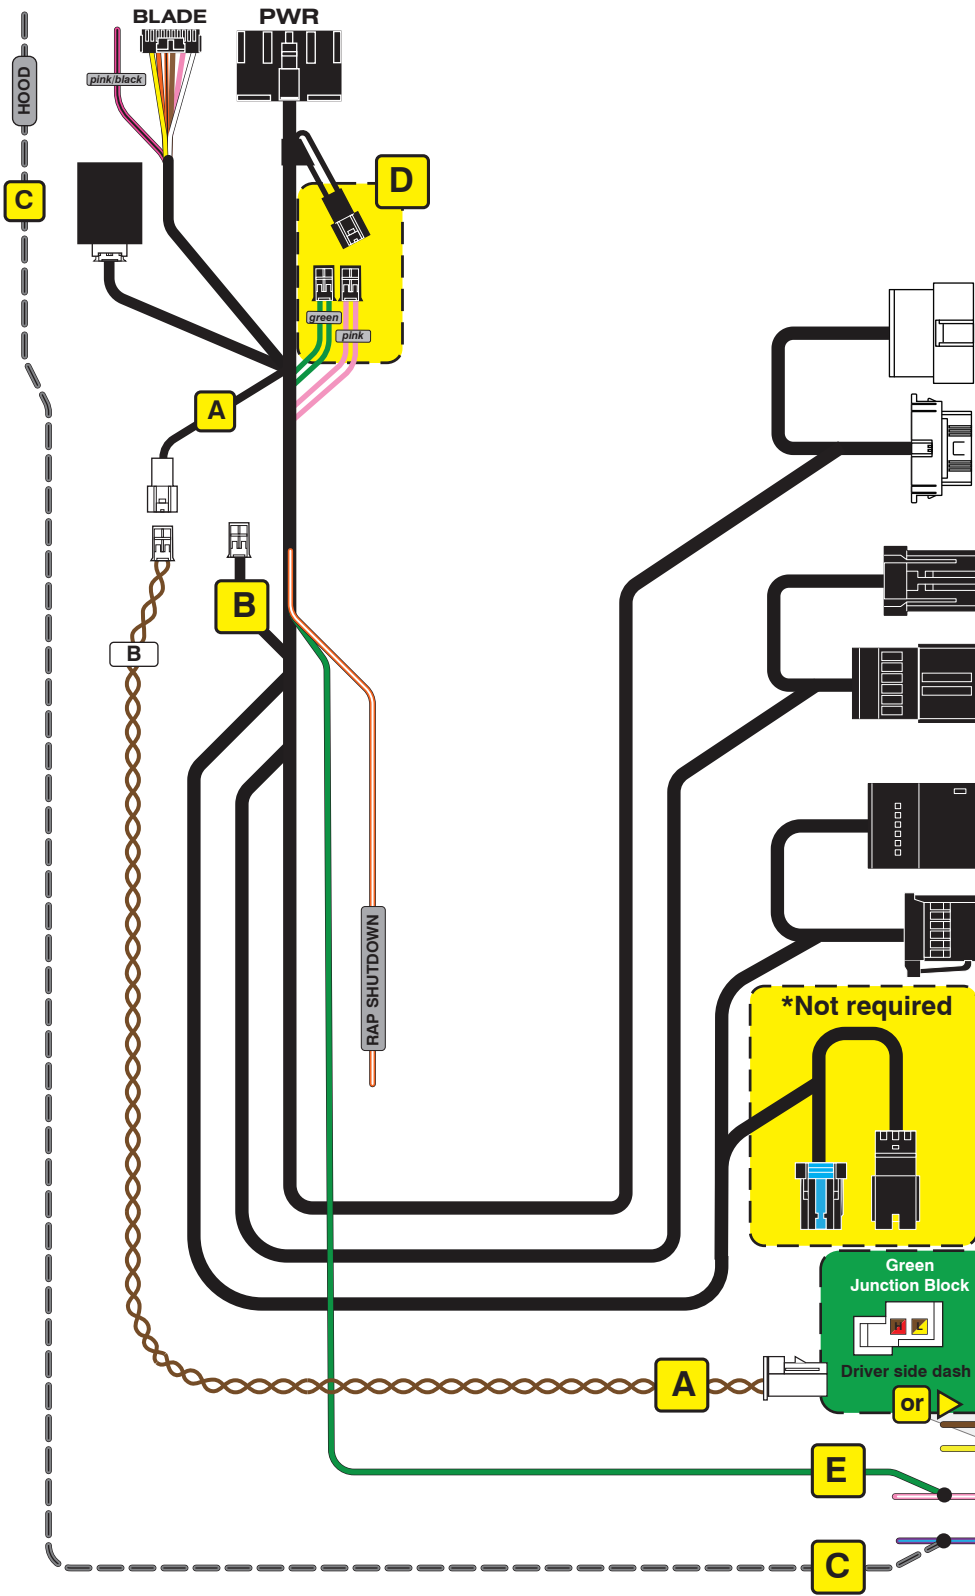 BLADE
PWR
HOOD
pink/black
C
D
green
pink
A
B
B
RAP SHUTDOWN
*Not required
Green
Junction Block
H L
Driver side dash
A
or
E
C